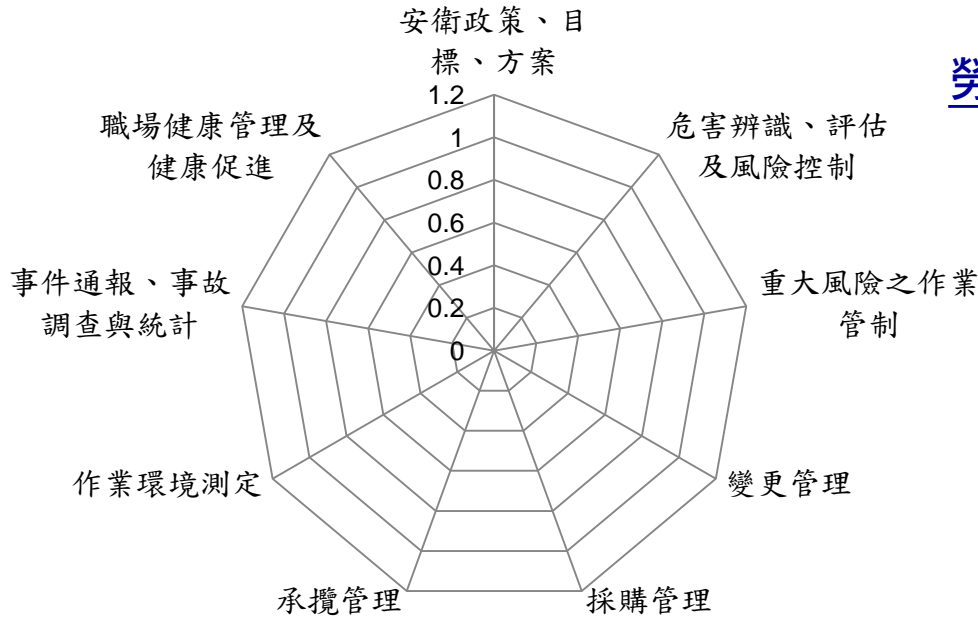 安衛政策、目
標、方案
勞
1.2
1
0.8
0.6
0.4
0.2
0
職場健康管理及
健康促進
危害辨識、評估
及風險控制
事件通報、事故
調查與統計
重大風險之作業
管制
作業環境測定
變更管理
承攬管理
採購管理